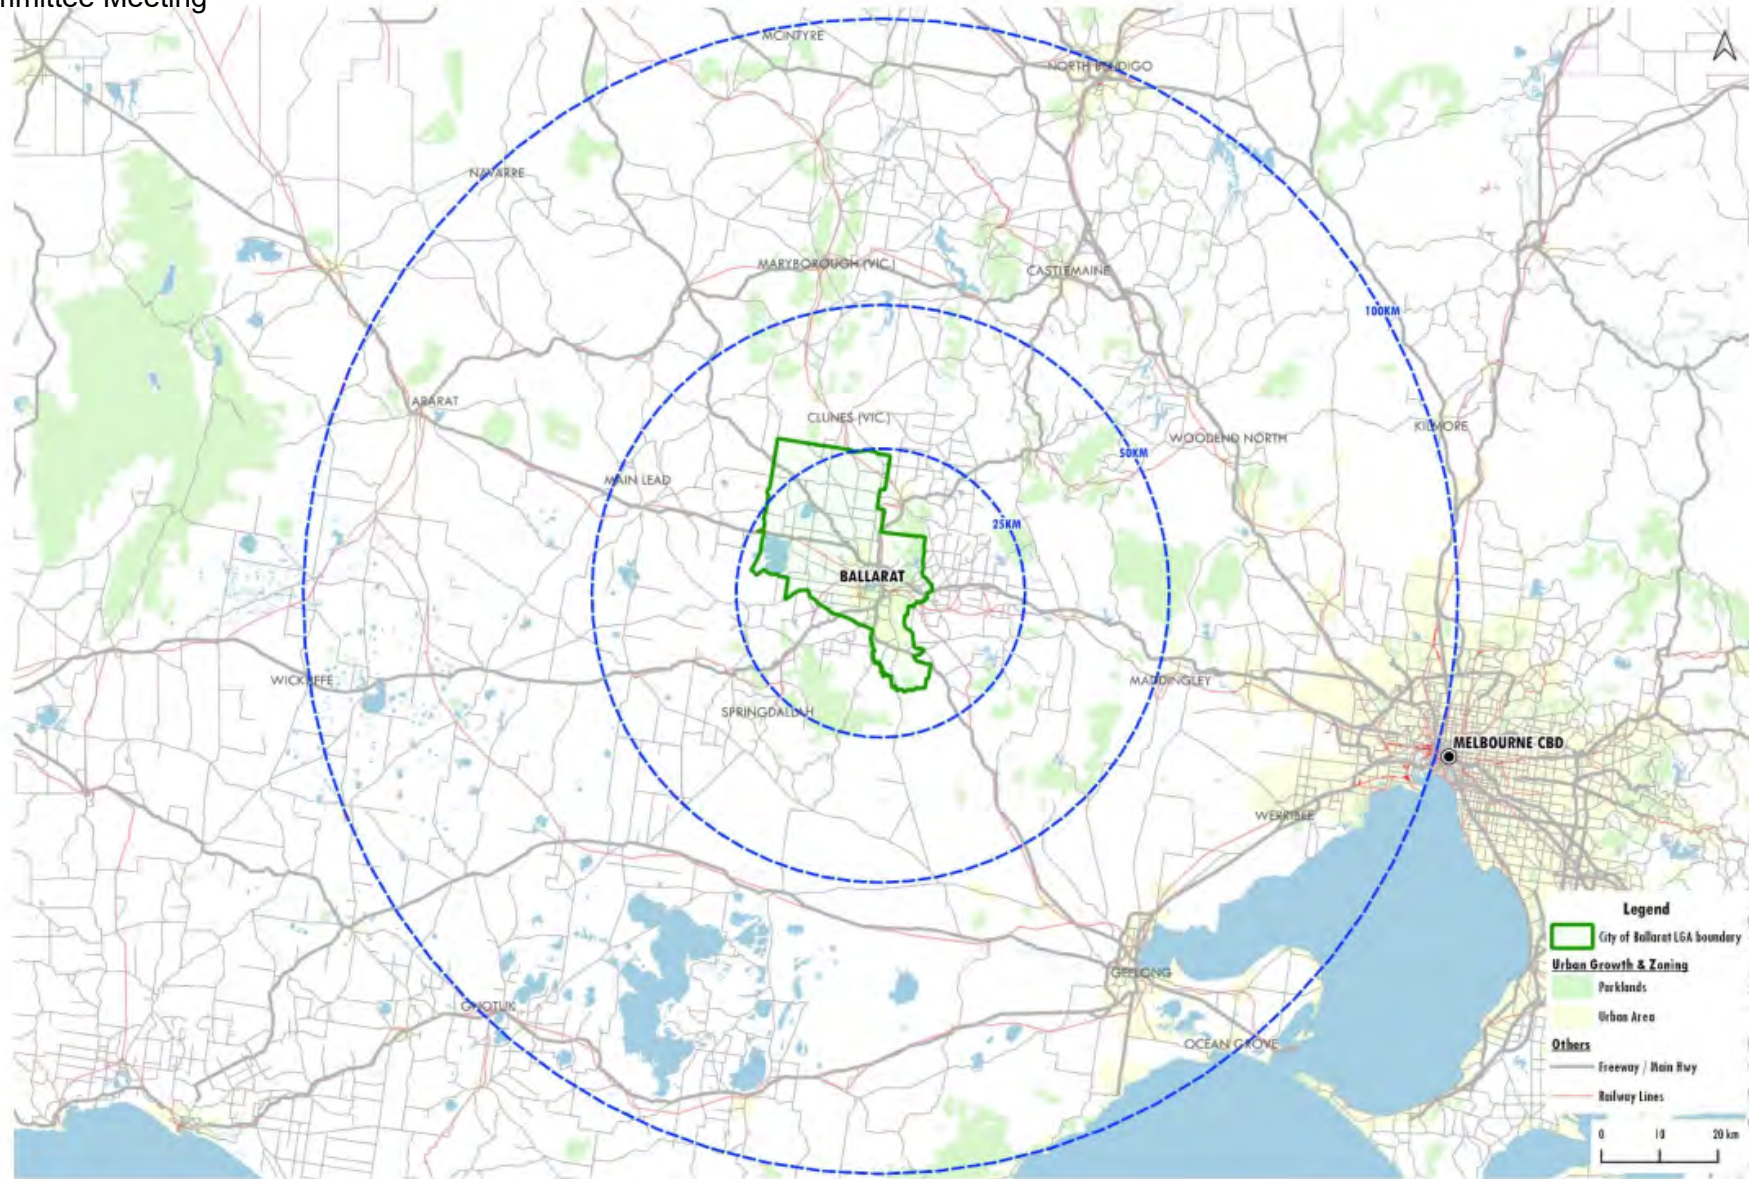 mmittee Meeting
MCINTYRE
NORTH BENDIGO
NAVARRE
MARYBOROUGH (VIC.)
CASTLEMAINE
100KM
ARARAT
CLUNES (VIC.)
KILMORE
WOODEND NORTH
50KM
MAIN LEAD
25KM
BALLARAT
WICKLIFFE
MADDINGLEY
SPRINGDALLAH
MELBOURNE CBD
WERRIBEE
Legend
City of Ballarat LGA boundary
Urban Growth & Zoning
GEELONG
Parklands
GNOTUK
Urban Area
OCEAN GROVE
Others
Freeway / Main Hwy
Railway Lines
0 10 20 km